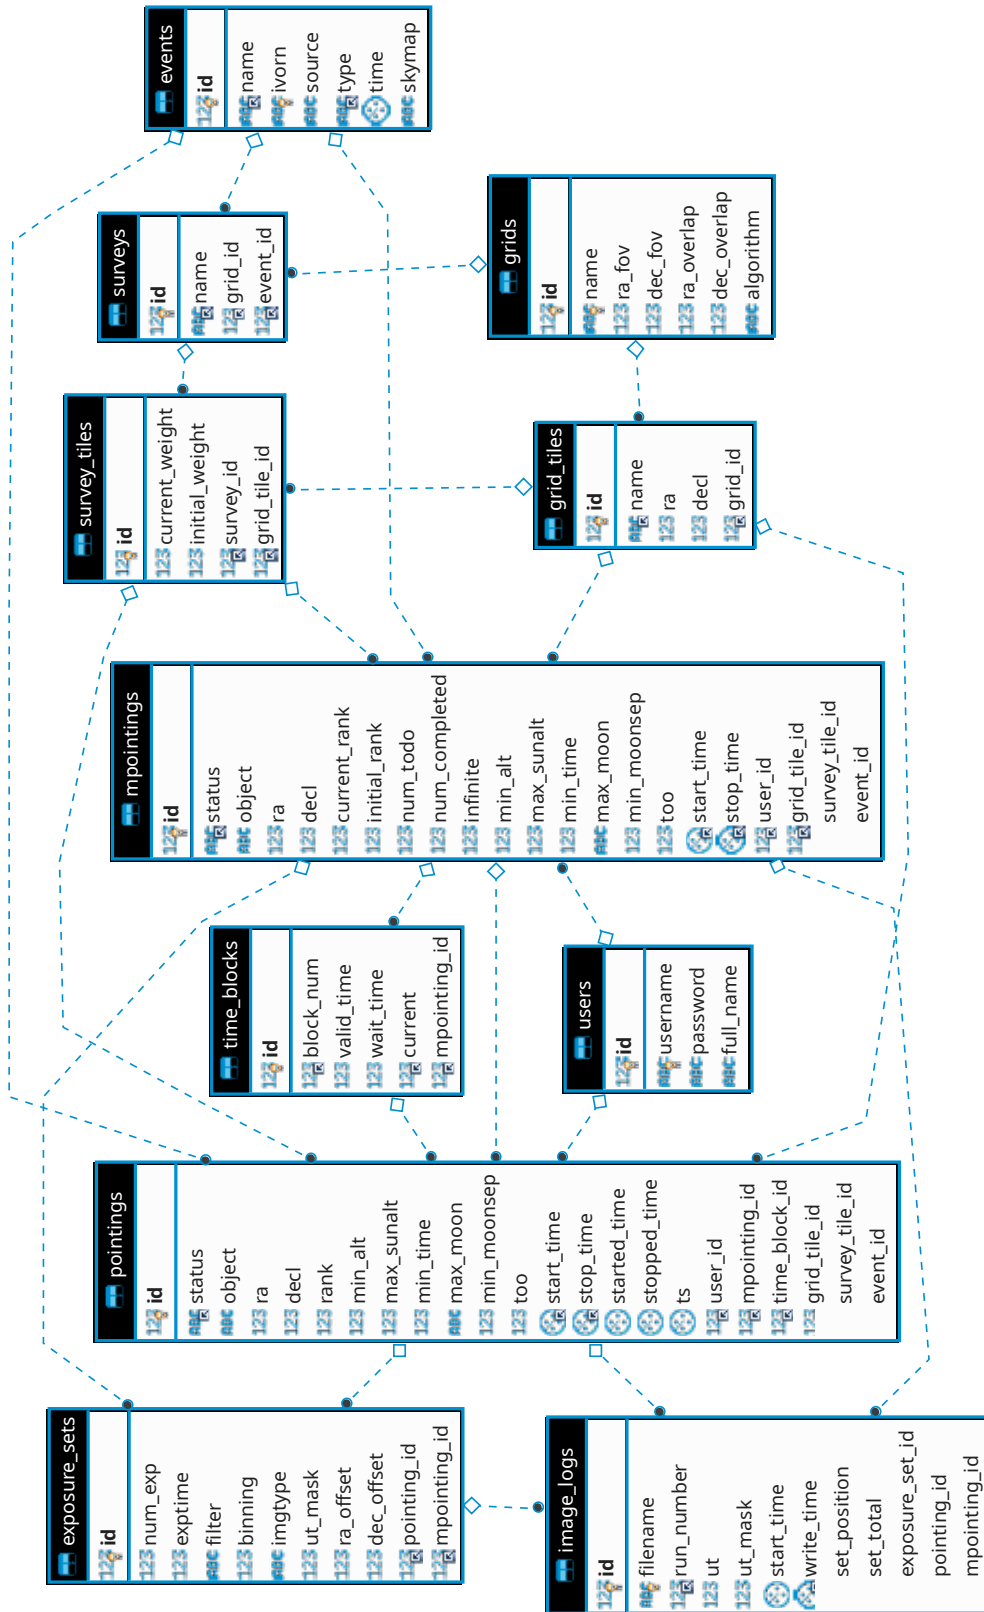 events
id
name
ivorn
source
type
time
skymap
surveys
id
name
grid_id
event_id
grids
id
name
ra_fov
dec_fov
ra_overlap
dec_overlap
algorithm
survey_tiles
id
current_weight
initial_weight
survey_id
grid_tile_id
grid_tiles
id
name
ra
decl
grid_id
mpointings
id
status
object
ra
decl
current_rank
initial_rank
num_todo
num_completed
infinite
min_alt
max_sunalt
min_time
max_moon
min_moonsep
too
start_time
stop_time
user_id
grid_tile_id
survey_tile_id
event_id
time_blocks
id
block_num
valid_time
wait_time
current
mpointing_id
users
id
username
password
full_name
pointings
id
status
object
ra
decl
rank
min_alt
max_sunalt
min_time
max_moon
min_moonsep
too
start_time
stop_time
started_time
stopped_time
ts
user_id
mpointing_id
time_block_id
grid_tile_id
survey_tile_id
event_id
exposure_sets
id
num_exp
exptime
filter
binning
imgtype
ut_mask
ra_offset
dec_offset
pointing_id
mpointing_id
image_logs
id
filename
run_number
ut
ut_mask
start_time
write_time
set_position
set_total
exposure_set_id
pointing_id
mpointing_id